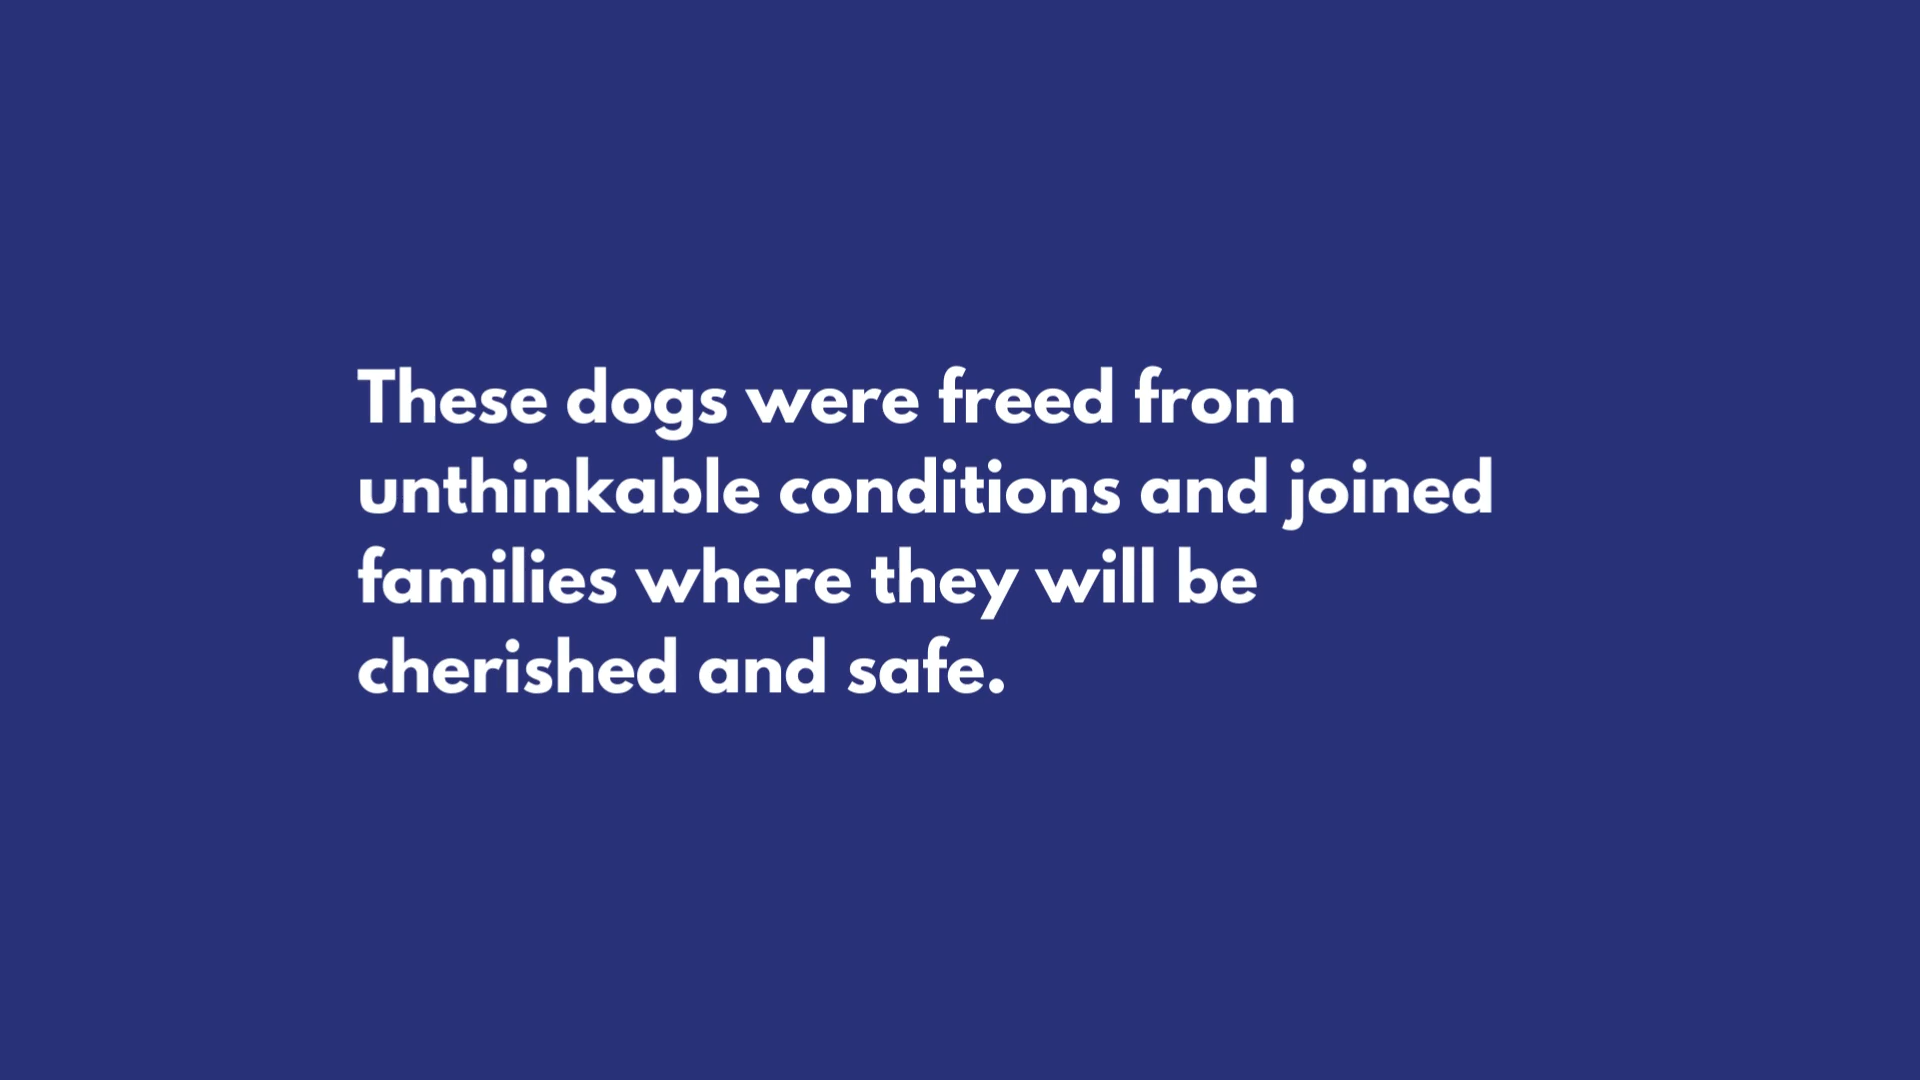 These dogs were freed from
unthinkable conditions and joined
families where they will be
cherished and safe.